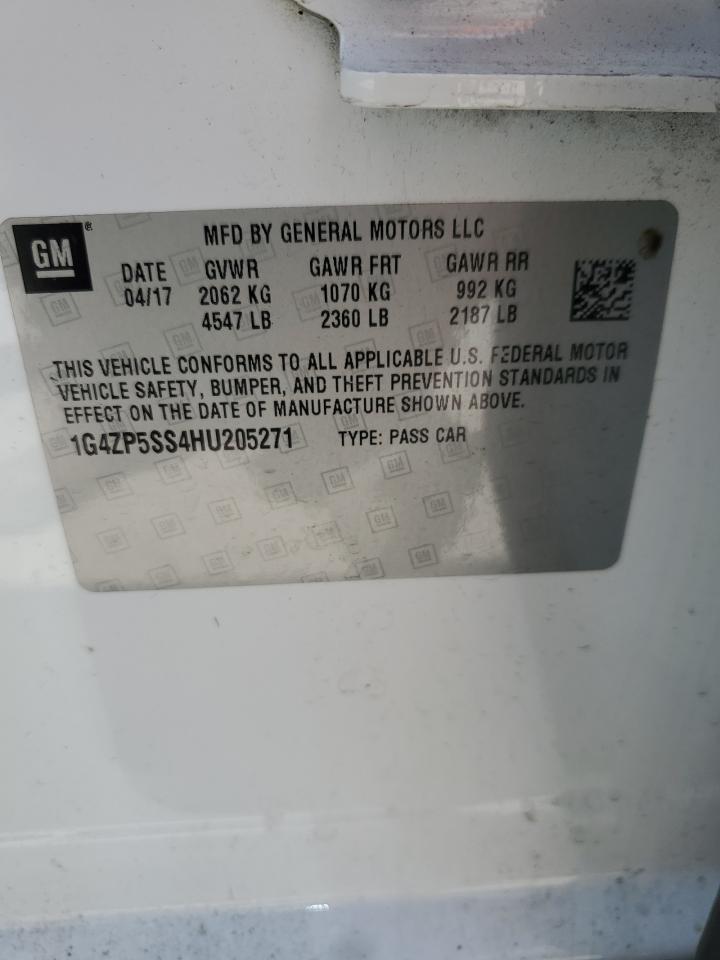 GM®
MFD BY GENERAL MOTORS LLC
DATE GVWR GAWR FRT GAWR RR
04/17 2062 KG 1070 KG 992 KG
4547 LB 2360 LB 2187 LB
THIS VEHICLE CONFORMS TO ALL APPLICABLE U.S. FEDERAL MOTOR
VEHICLE SAFETY, BUMPER, AND THEFT PREVENTION STANDARDS IN
EFFECT ON THE DATE OF MANUFACTURE SHOWN ABOVE.
1G4ZP5SS4HU205271 TYPE: PASS CAR